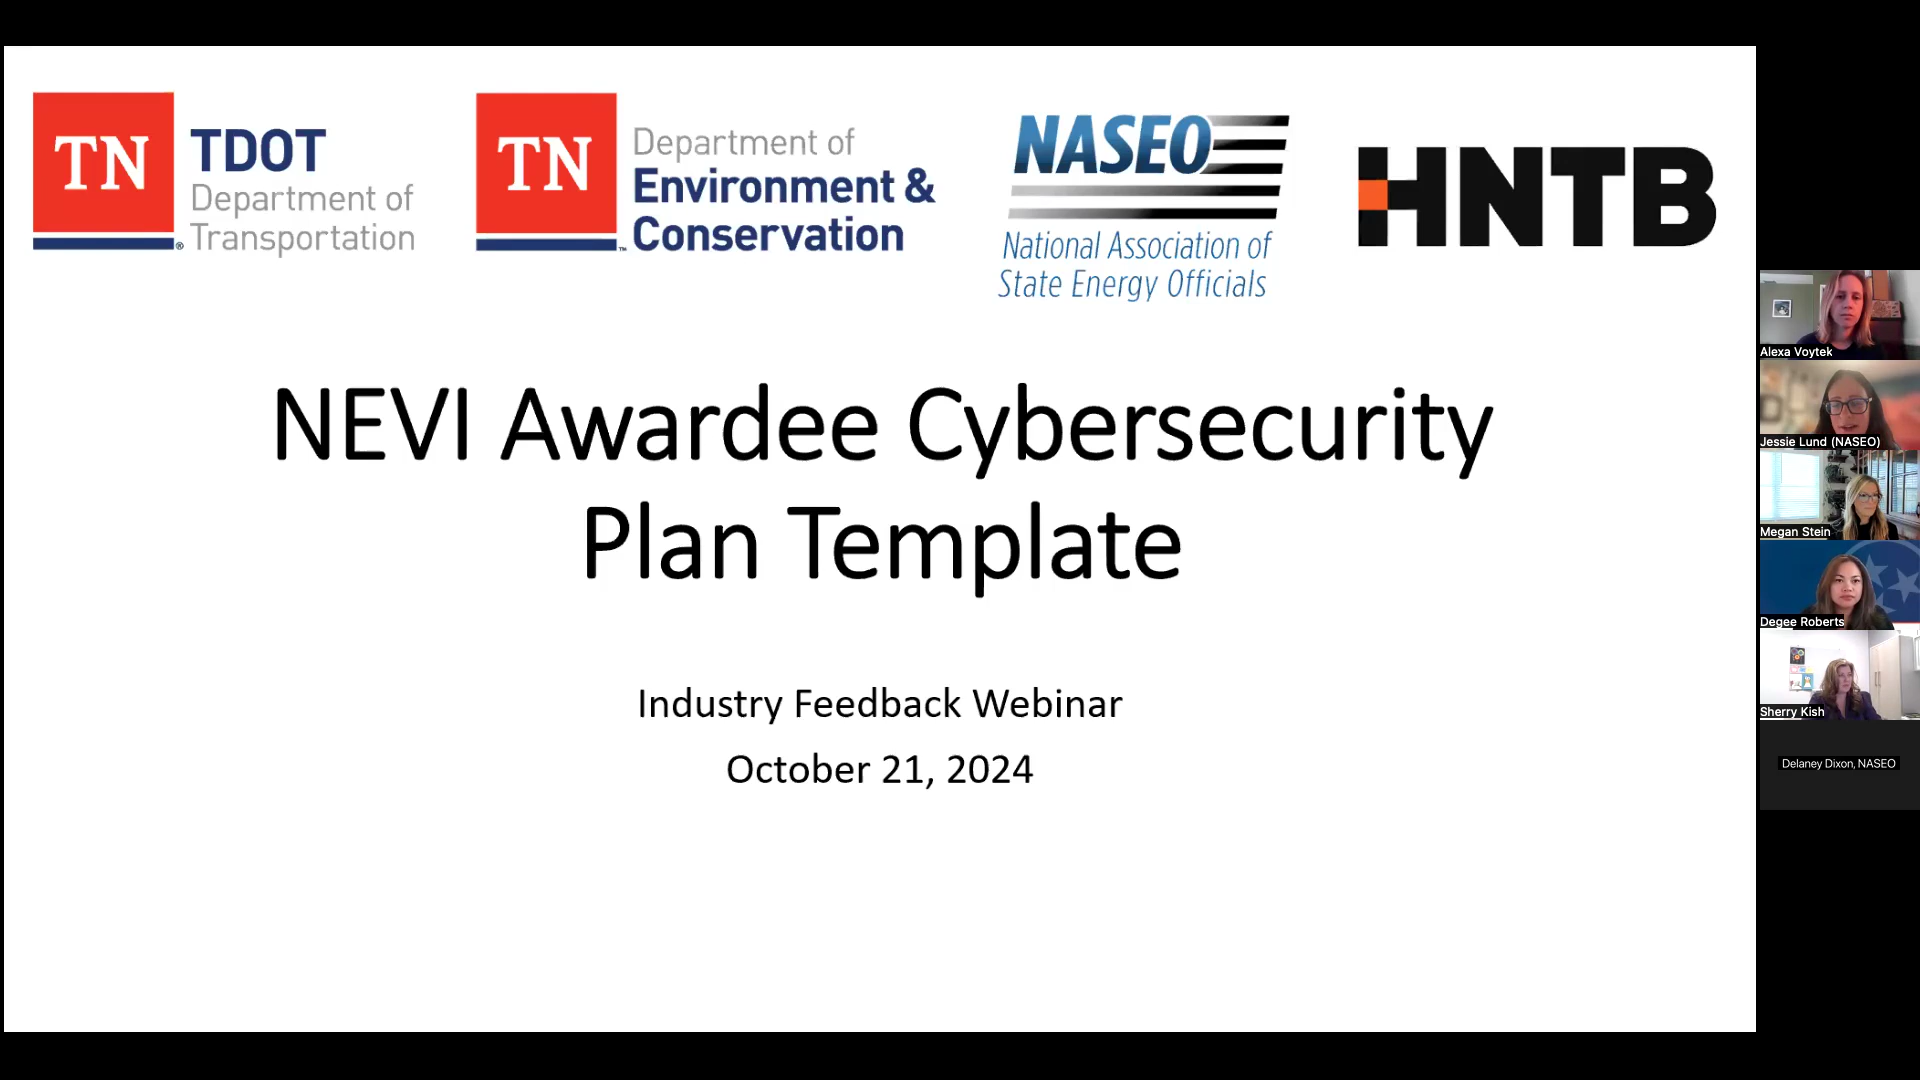 TN
TDOT
Department of
Transportation
®
TN
Department of
Environment &
Conservation
™
NASEO
National Association of
State Energy Officials
HNTB
NEVI Awardee Cybersecurity
Plan Template
Industry Feedback Webinar
October 21, 2024
Alexa Voytek
Jessie Lund (NASEO)
Megan Stein
Degee Roberts
Sherry Kish
Delaney Dixon, NASEO